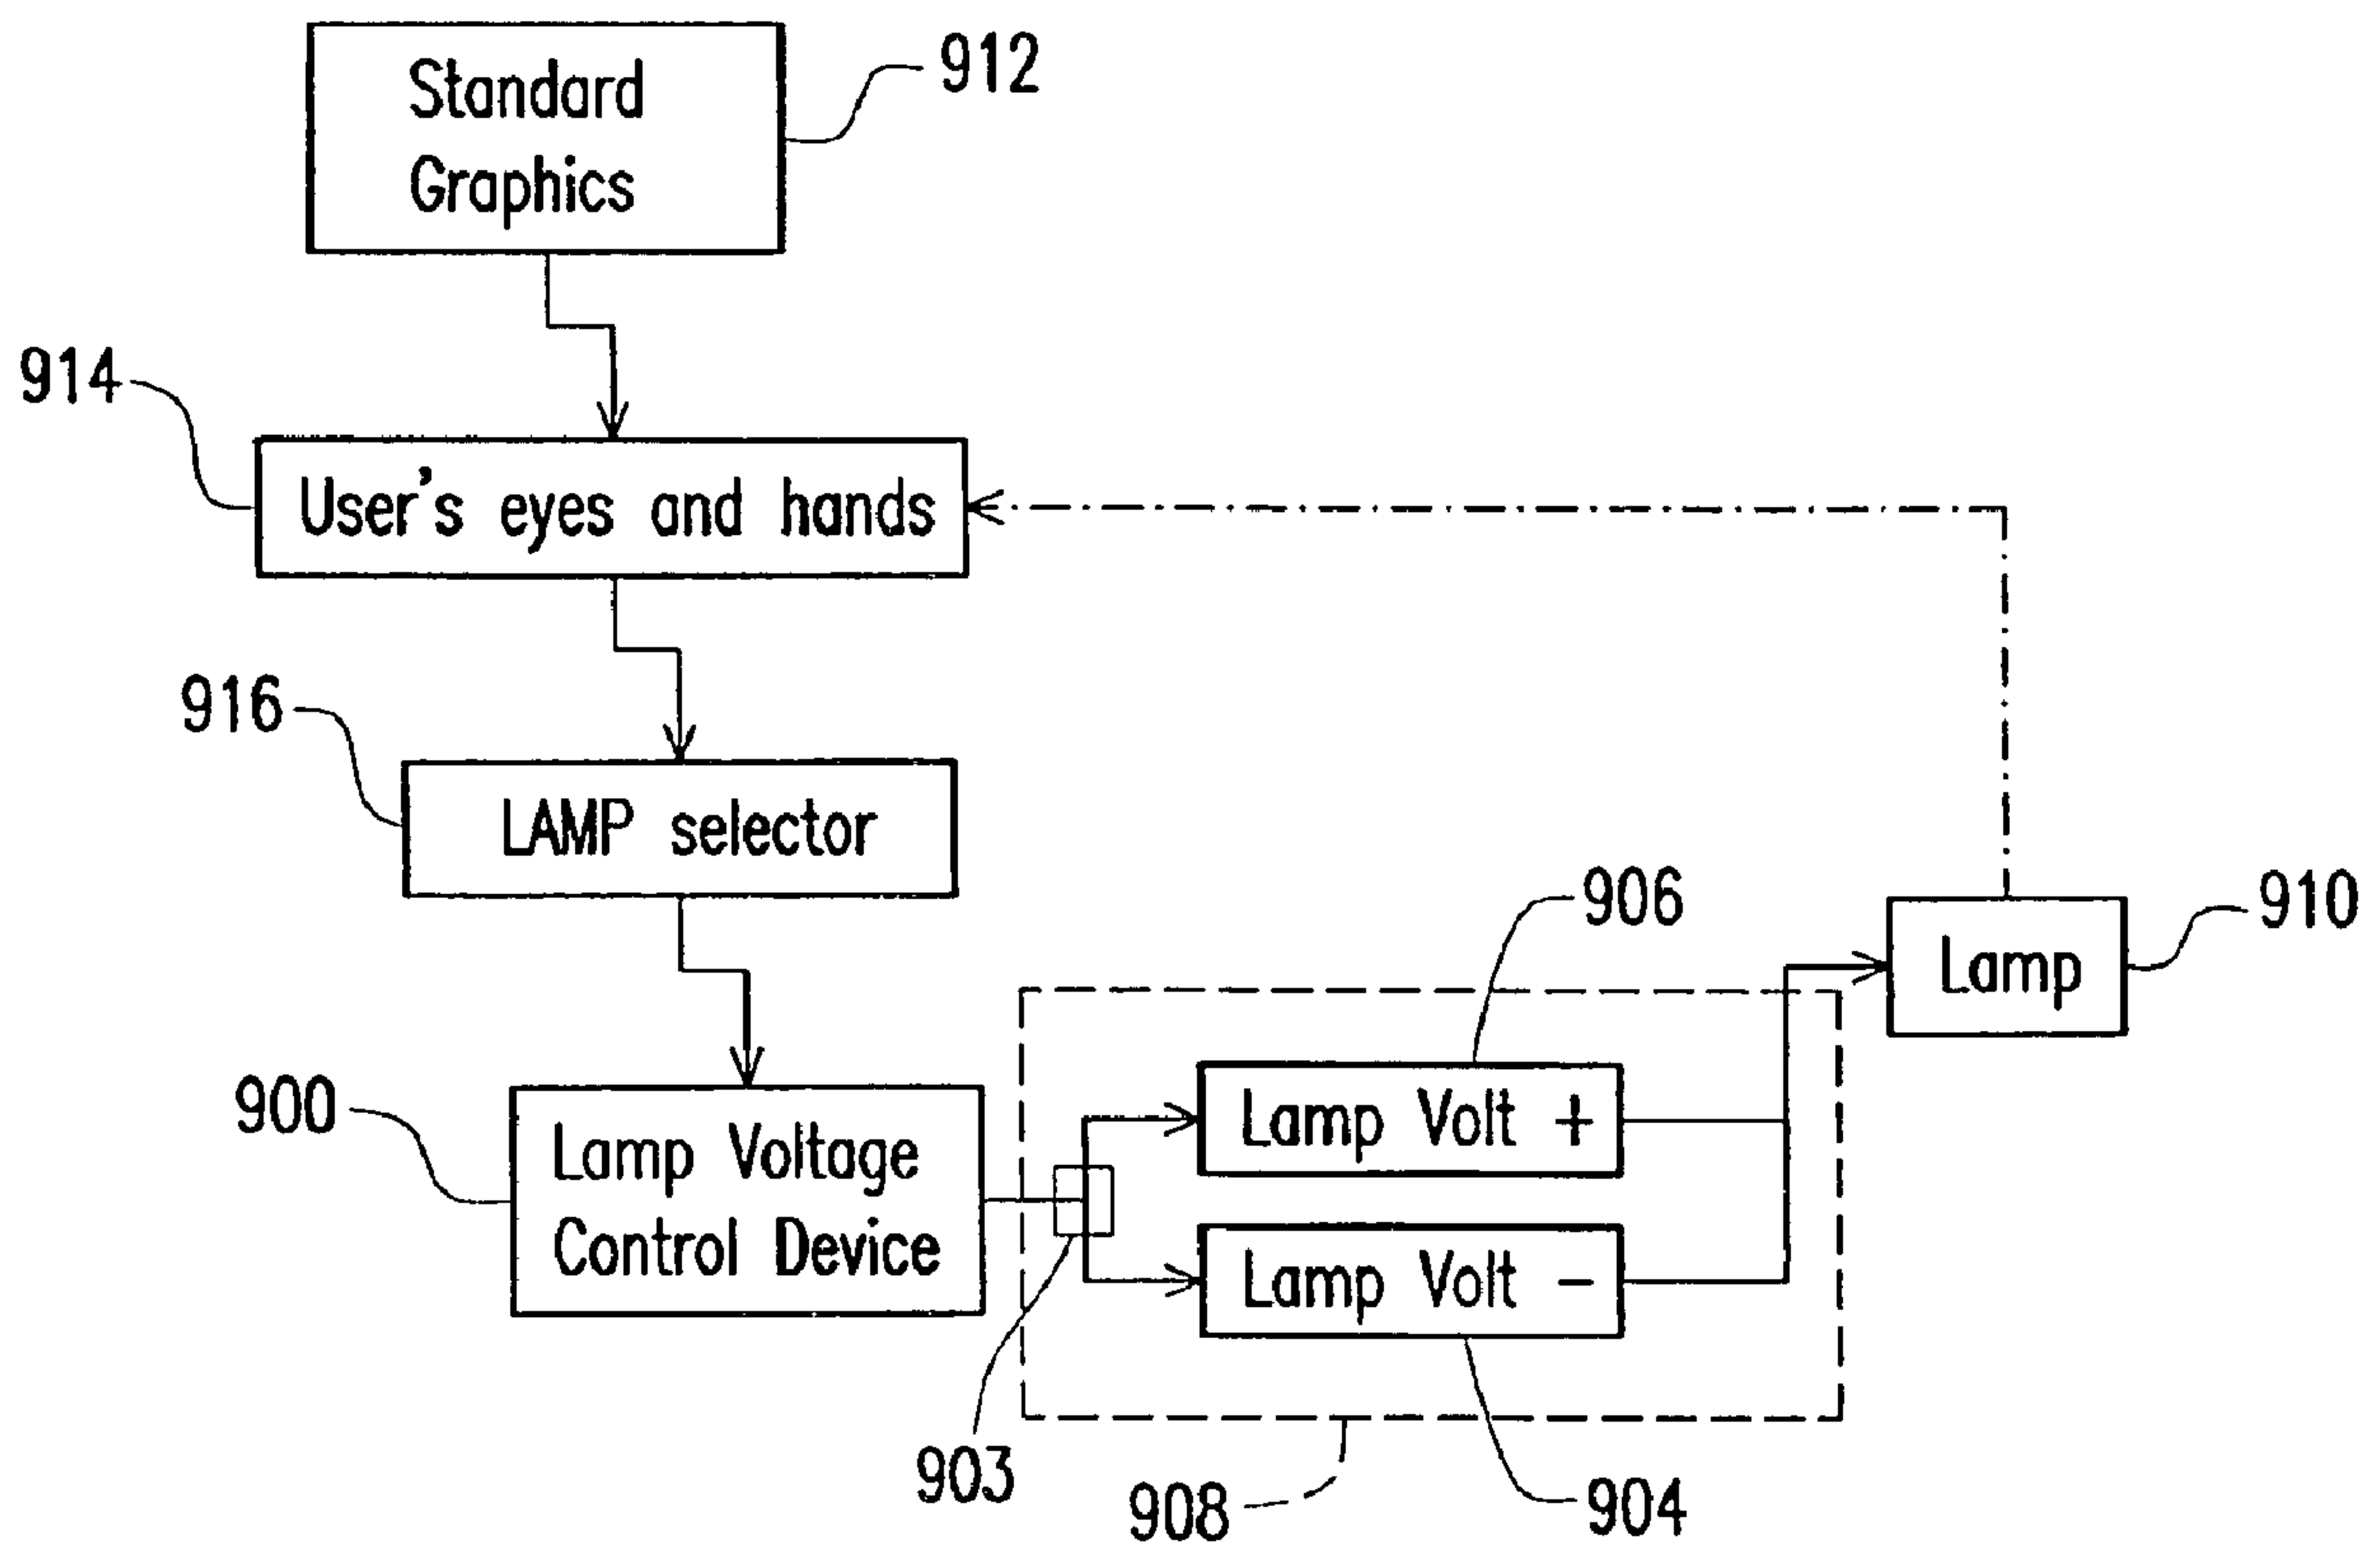 Standard
Graphics
912
914
User's eyes and hands
916
LAMP selector
906
910
Lamp
900
Lamp Voltage
Control Device
Lamp Volt +
Lamp Volt -
903
908
904